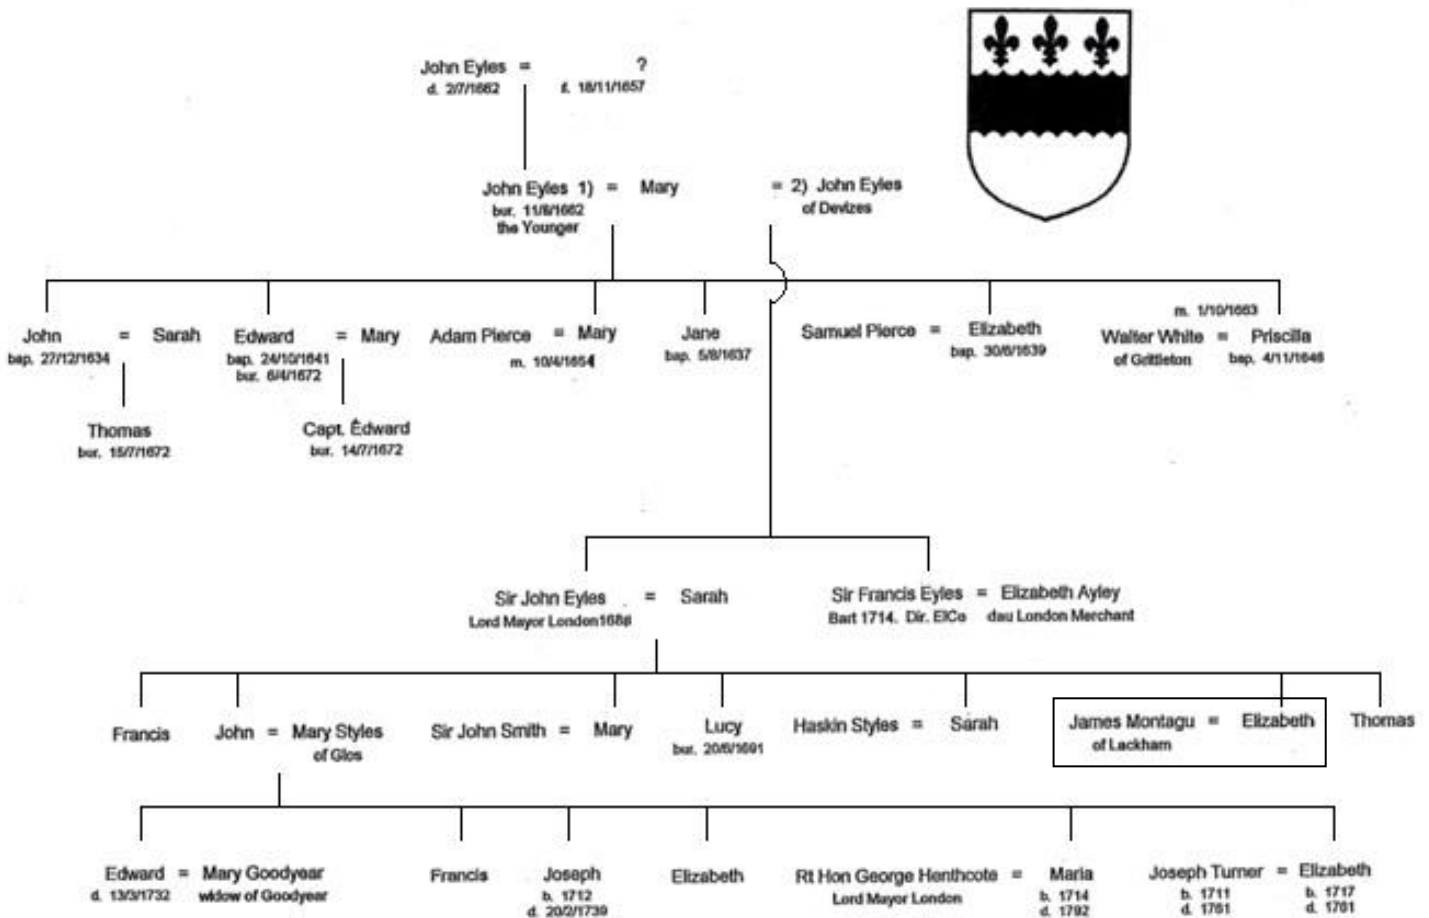 John Eyles = ?
d. 2/7/1662 f. 18/11/1657
John Eyles 1) = Mary = 2) John Eyles
bur. 11/8/1662 of Devizes
the Younger
m. 1/10/1663
John = Sarah Edward = Mary Adam Pierce = Mary Jane Samuel Pierce = Elizabeth Walter White = Priscilla
bap. 27/12/1634 bap. 24/10/1641 m. 10/4/1654 bap. 5/8/1637 bap. 30/6/1639 of Grittleton bap. 4/11/1646
bur. 6/4/1672
Thomas Capt. Edward
bur. 15/7/1672 bur. 14/7/1672
Sir John Eyles = Sarah Sir Francis Eyles = Elizabeth Ayley
Lord Mayor London Bart 1714. Dir. EICo dau London Merchant
Francis John = Mary Styles Sir John Smith = Mary Lucy Haskin Styles = Sarah James Montagu = Elizabeth Thomas
of Glos bur. 20/6/1691 of Lackham
Edward = Mary Goodyear Francis Joseph Elizabeth Rt Hon George Henthcote = Maria Joseph Turner = Elizabeth
d. 13/3/1732 widow of Goodyear b. 1712 Lord Mayor London b. 1714 b. 1711 b. 1717
d. 20/2/1739 d. 1792 d. 1761 d. 1761